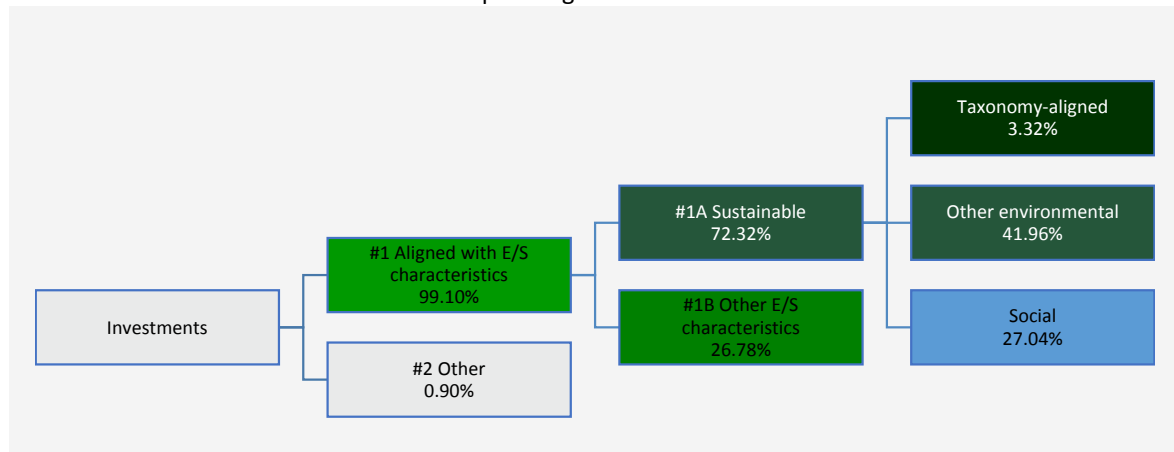 Taxonomy-aligned
3.32%
#1A Sustainable
72.32%
Other environmental
41.96%
#1 Aligned with E/S
characteristics
99.10%
Investments
#1B Other E/S
characteristics
26.78%
Social
27.04%
#2 Other
0.90%